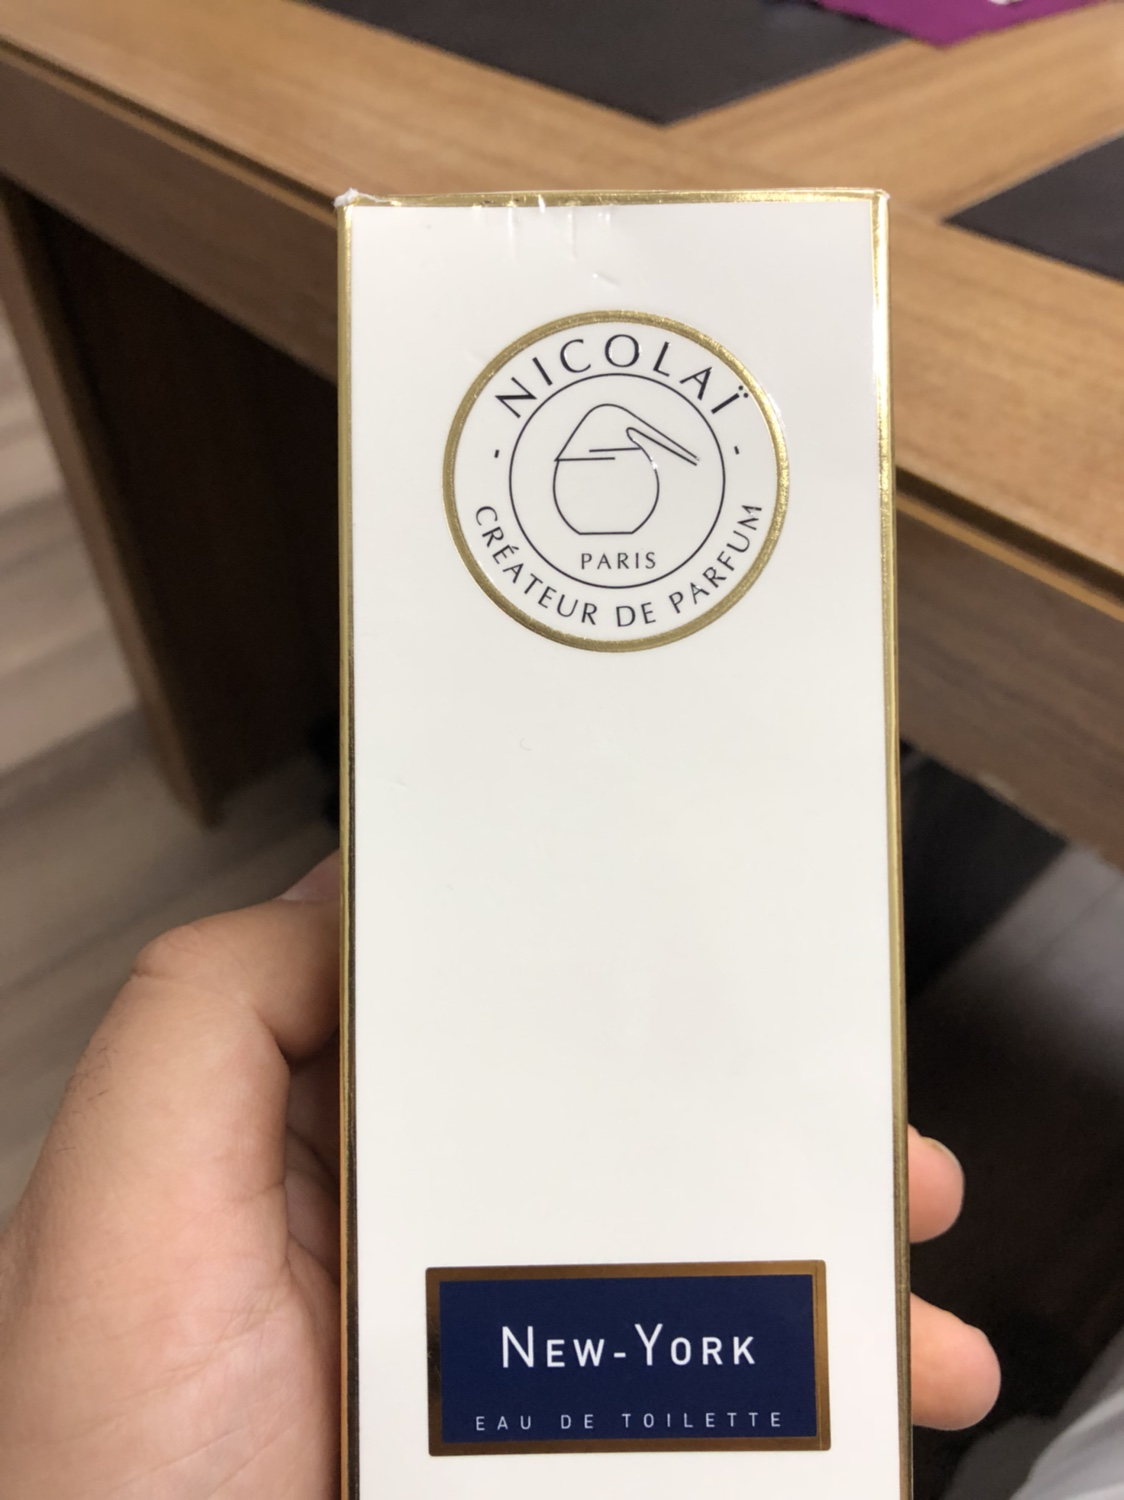 NICOLAÏ
PARIS
CRÉATEUR DE PARFUM
NEW-YORK
EAU DE TOILETTE